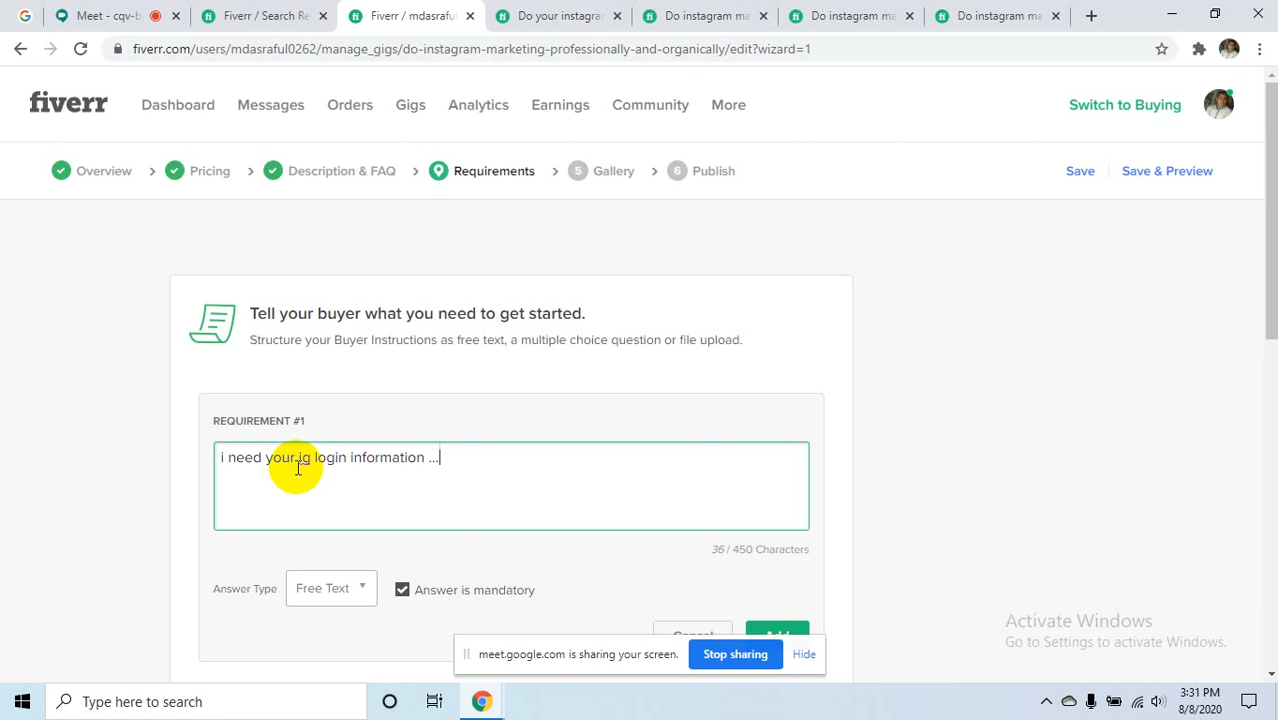 Meet - cqv-b
Fiverr / Search Re
Fiverr / mdasraful
Do your instagra
Do instagram ma
Do instagram ma
Do instagram ma
fiverr.com/users/mdasraful0262/manage_gigs/do-instagram-marketing-professionally-and-organically/edit?wizard=1
fiverr
Dashboard Messages Orders Gigs Analytics Earnings Community More
Switch to Buying
Overview Pricing Description & FAQ Requirements 5 Gallery 6 Publish
Save Save & Preview
Tell your buyer what you need to get started.
Structure your Buyer Instructions as free text, a multiple choice question or file upload.
REQUIREMENT #1
i need your ig login information ...
36 / 450 Characters
Answer Type Free Text Answer is mandatory
Cancel Add
meet.google.com is sharing your screen. Stop sharing Hide
Activate Windows
Go to Settings to activate Windows.
Type here to search
3:31 PM
8/8/2020